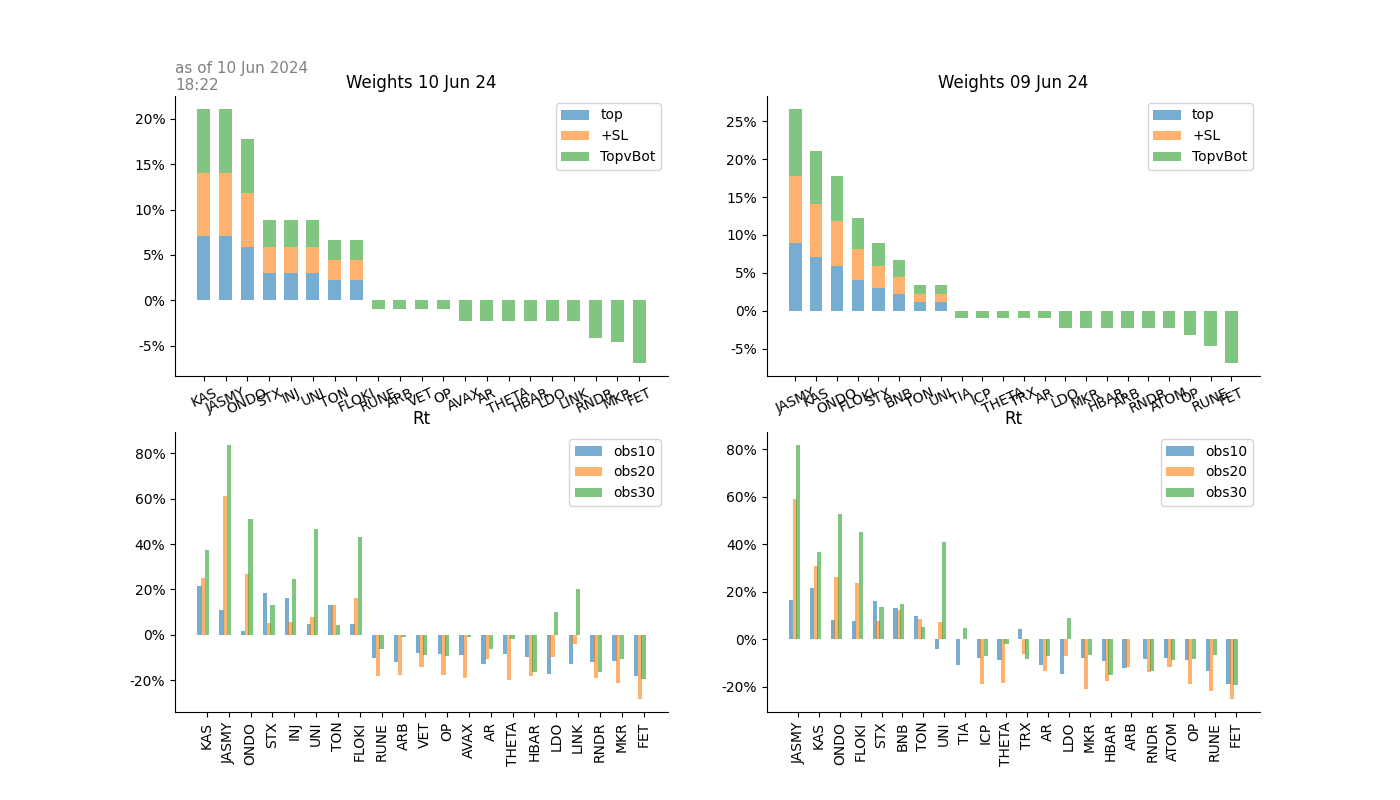 as of 10 Jun 2024
18:22
Weights 10 Jun 24
20%
15%
10%
5%
0%
-5%
top
+SL
TopvBot
KAS JASMY ONDO STX INJ UNI TON FLOKI RUNE ARB VET OP AVAX AR THETA HBAR LDO LINK RNDR MKR FET
Weights 09 Jun 24
25%
20%
15%
10%
5%
0%
-5%
top
+SL
TopvBot
JASMY KAS ONDO FLOKI STX BNB TON UNI TIA ICP THETA TRX AR LDO MKR HBAR ARB RNDR ATOM OP RUNE FET
Rt
80%
60%
40%
20%
0%
-20%
obs10
obs20
obs30
KAS JASMY ONDO STX INJ UNI TON FLOKI RUNE ARB VET OP AVAX AR THETA HBAR LDO LINK RNDR MKR FET
Rt
80%
60%
40%
20%
0%
-20%
obs10
obs20
obs30
JASMY KAS ONDO FLOKI STX BNB TON UNI TIA ICP THETA TRX AR LDO MKR HBAR ARB RNDR ATOM OP RUNE FET